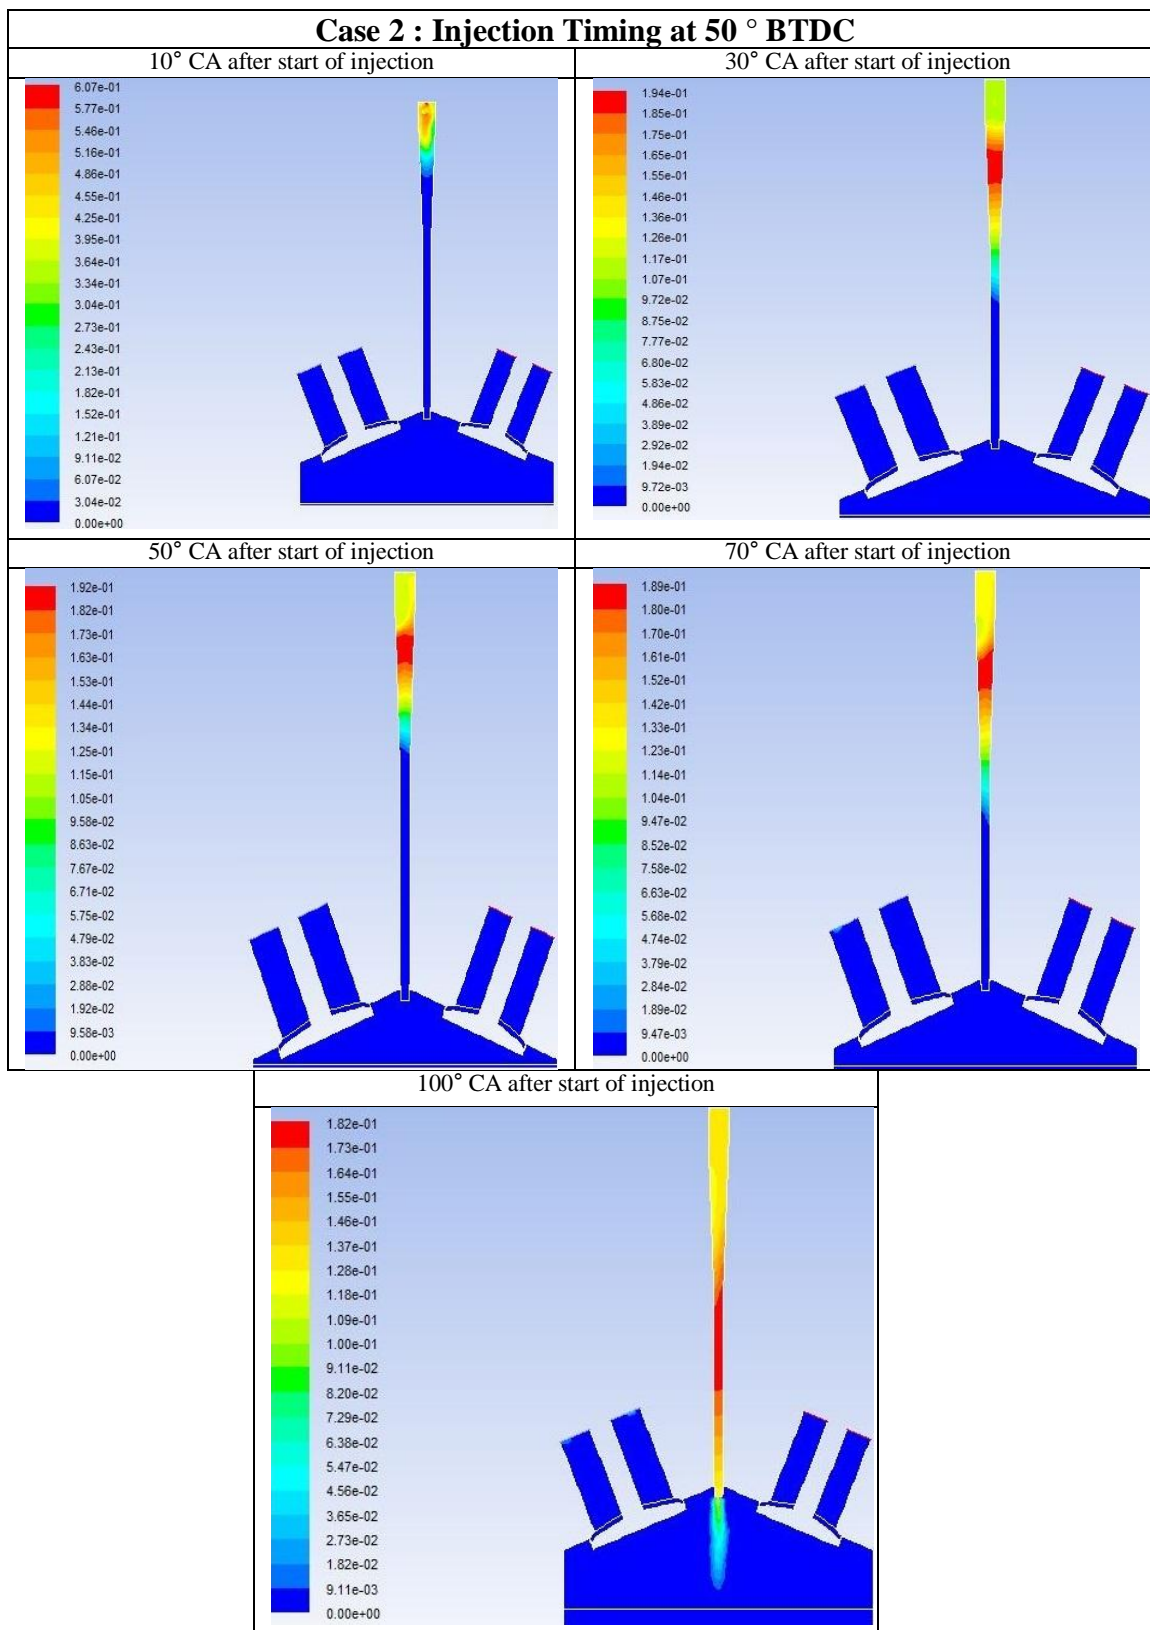 Case 2 : Injection Timing at 50 ° BTDC
10° CA after start of injection
30° CA after start of injection
6.07e-01
5.77e-01
5.46e-01
5.16e-01
4.86e-01
4.55e-01
4.25e-01
3.95e-01
3.64e-01
3.34e-01
3.04e-01
2.73e-01
2.43e-01
2.13e-01
1.82e-01
1.52e-01
1.21e-01
9.11e-02
6.07e-02
3.04e-02
0.00e+00
1.94e-01
1.85e-01
1.75e-01
1.65e-01
1.55e-01
1.46e-01
1.36e-01
1.26e-01
1.17e-01
1.07e-01
9.72e-02
8.75e-02
7.77e-02
6.80e-02
5.83e-02
4.86e-02
3.89e-02
2.92e-02
1.94e-02
9.72e-03
0.00e+00
50° CA after start of injection
70° CA after start of injection
1.92e-01
1.82e-01
1.73e-01
1.63e-01
1.53e-01
1.44e-01
1.34e-01
1.25e-01
1.15e-01
1.05e-01
9.58e-02
8.63e-02
7.67e-02
6.71e-02
5.75e-02
4.79e-02
3.83e-02
2.88e-02
1.92e-02
9.58e-03
0.00e+00
1.89e-01
1.80e-01
1.70e-01
1.61e-01
1.52e-01
1.42e-01
1.33e-01
1.23e-01
1.14e-01
1.04e-01
9.47e-02
8.52e-02
7.58e-02
6.63e-02
5.68e-02
4.74e-02
3.79e-02
2.84e-02
1.89e-02
9.47e-03
0.00e+00
100° CA after start of injection
1.82e-01
1.73e-01
1.64e-01
1.55e-01
1.46e-01
1.37e-01
1.28e-01
1.18e-01
1.09e-01
1.00e-01
9.11e-02
8.20e-02
7.29e-02
6.38e-02
5.47e-02
4.56e-02
3.65e-02
2.73e-02
1.82e-02
9.11e-03
0.00e+00